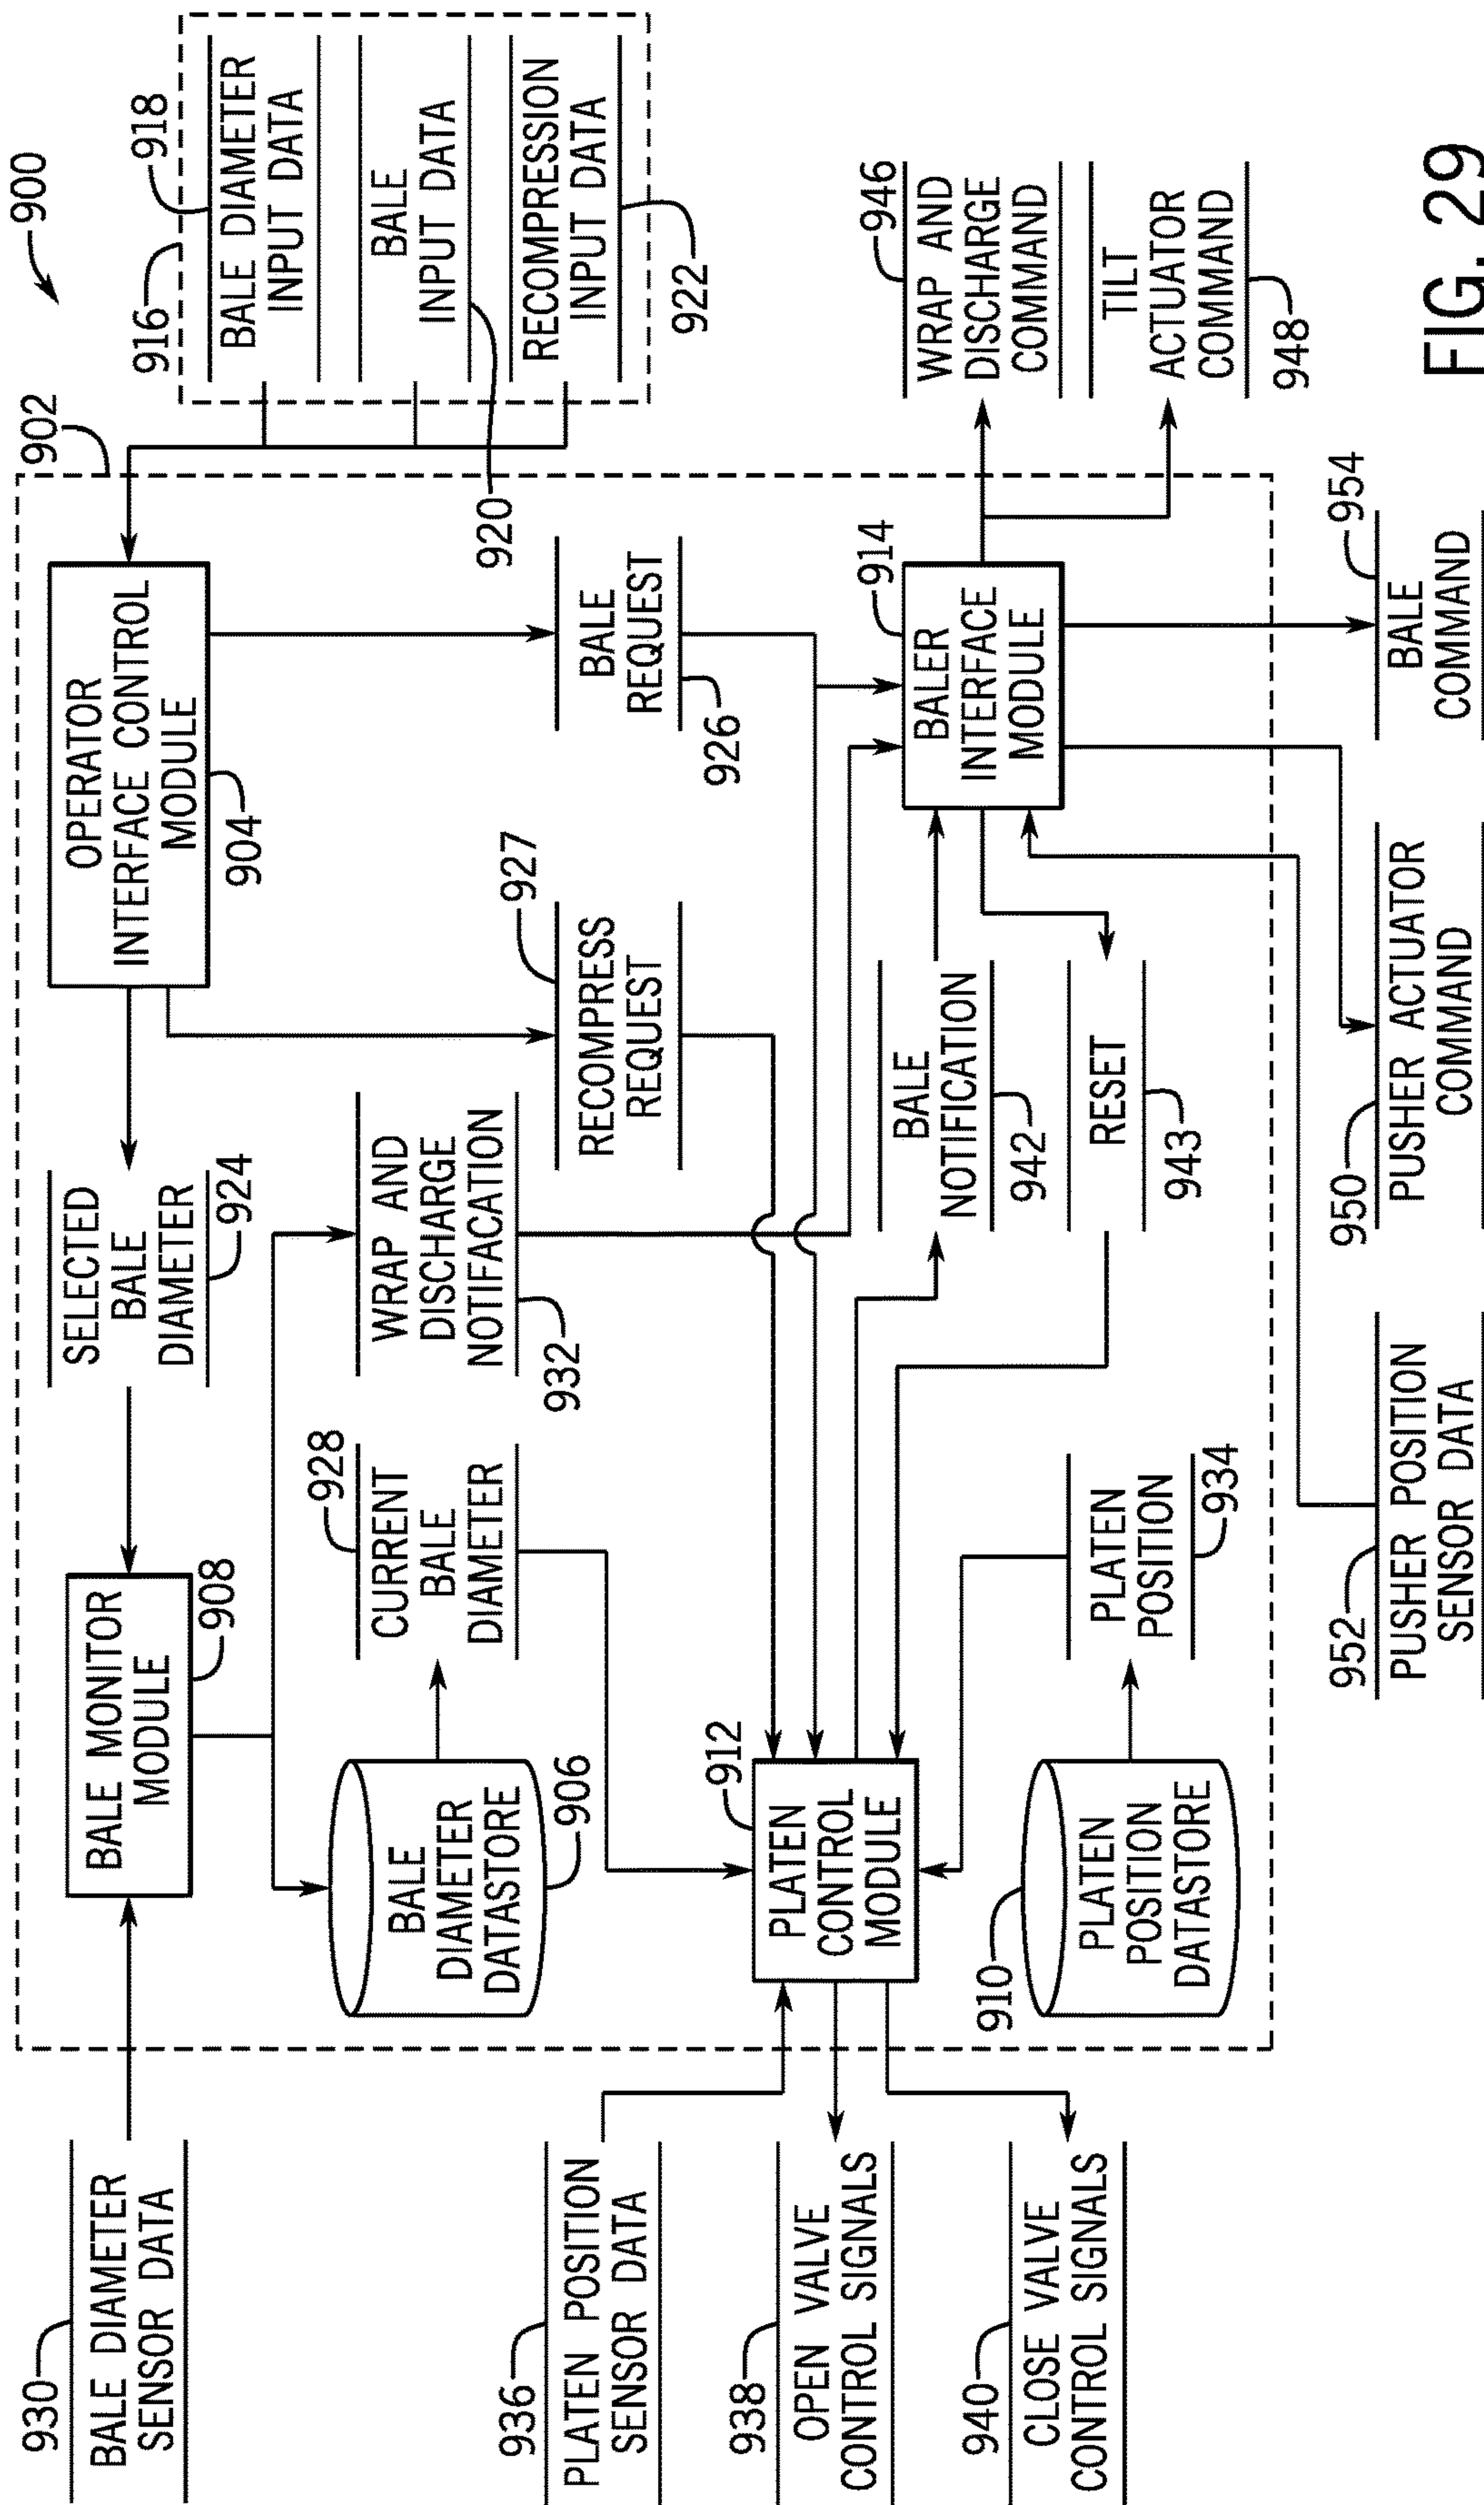 900
902
916
918
BALE DIAMETER
INPUT DATA
BALE
INPUT DATA
920
RECOMPRESSION
INPUT DATA
922
930
BALE DIAMETER
SENSOR DATA
BALE MONITOR
MODULE
908
SELECTED
BALE
DIAMETER
924
OPERATOR
INTERFACE CONTROL
MODULE
904
BALE
DIAMETER
DATASTORE
906
928
CURRENT
BALE
DIAMETER
WRAP AND
DISCHARGE
NOTIFACATION
932
927
RECOMPRESS
REQUEST
BALE
REQUEST
926
936
PLATEN POSITION
SENSOR DATA
938
OPEN VALVE
CONTROL SIGNALS
940
CLOSE VALVE
CONTROL SIGNALS
912
PLATEN
CONTROL
MODULE
910
PLATEN
POSITION
DATASTORE
PLATEN
POSITION
934
BALE
NOTIFICATION
942
RESET
943
914
BALER
INTERFACE
MODULE
946
WRAP AND
DISCHARGE
COMMAND
TILT
ACTUATOR
COMMAND
948
952
PUSHER POSITION
SENSOR DATA
950
PUSHER ACTUATOR
COMMAND
954
BALE
COMMAND
FIG. 29